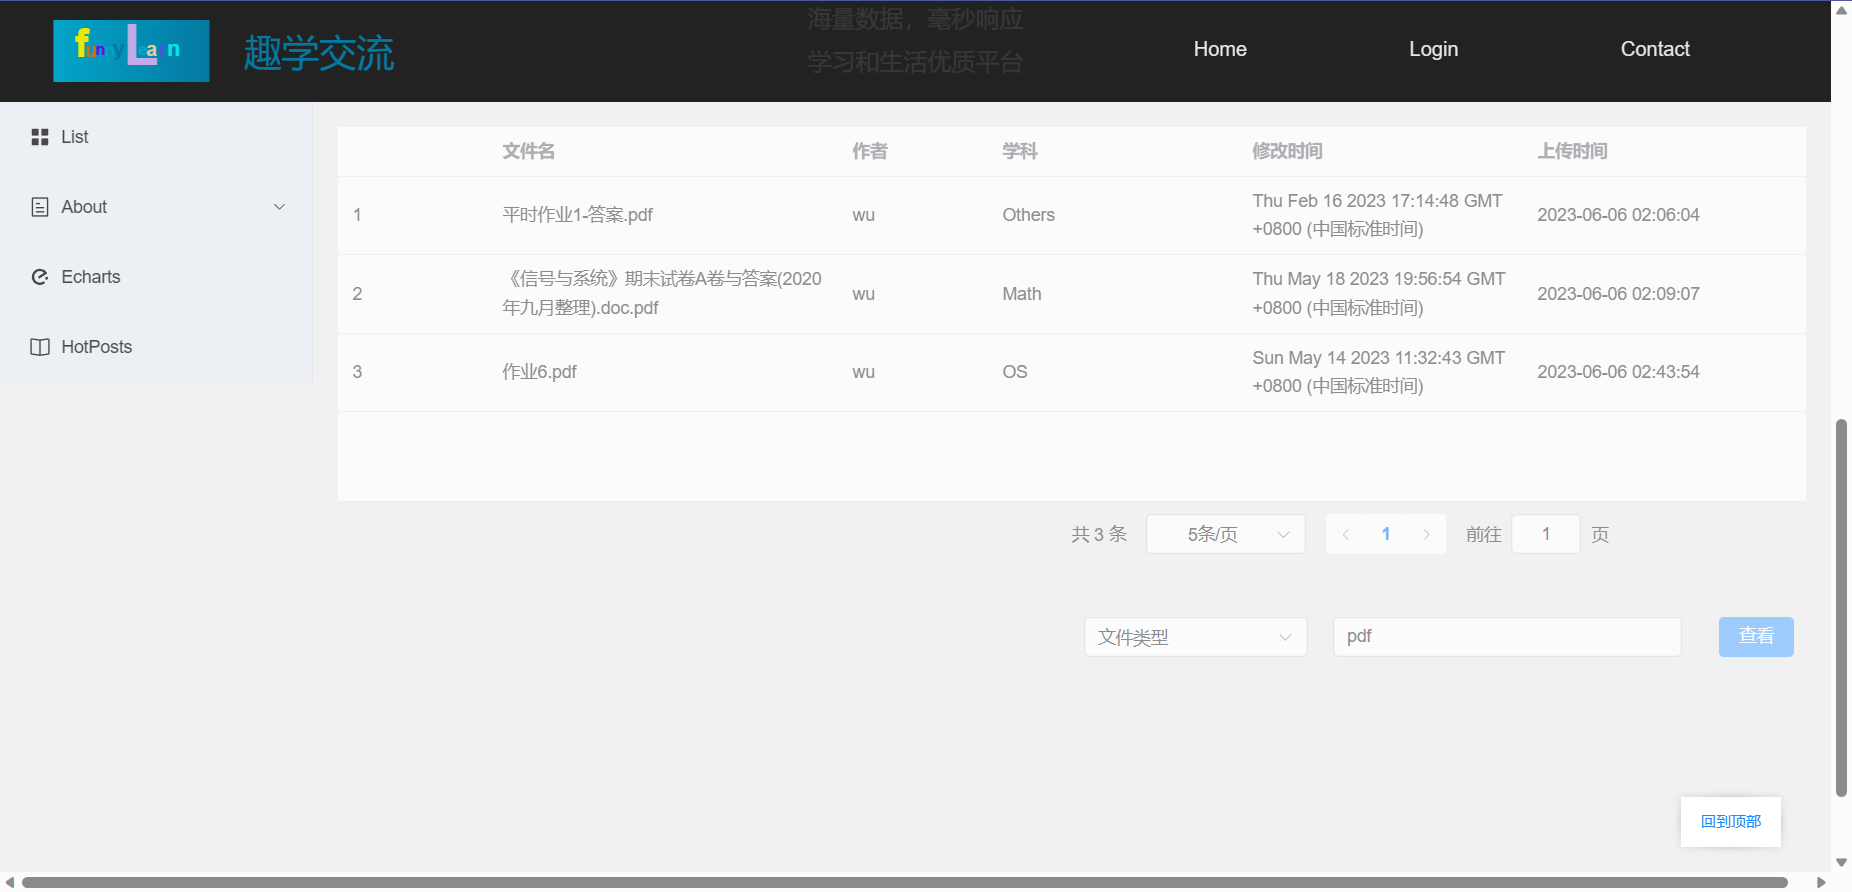 funny Learn
趣学交流
海量数据，毫秒响应
学习和生活优质平台
Home
Login
Contact
List
About
Echarts
HotPosts
文件名 作者 学科 修改时间 上传时间
1 平时作业1-答案.pdf wu Others Thu Feb 16 2023 17:14:48 GMT 2023-06-06 02:06:04
+0800 (中国标准时间)
2 《信号与系统》期末试卷A卷与答案(2020 wu Math Thu May 18 2023 19:56:54 GMT 2023-06-06 02:09:07
年九月整理).doc.pdf +0800 (中国标准时间)
3 作业6.pdf wu OS Sun May 14 2023 11:32:43 GMT 2023-06-06 02:43:54
+0800 (中国标准时间)
共 3 条 5条/页 1 前往 1 页
文件类型 pdf 查看
回到顶部